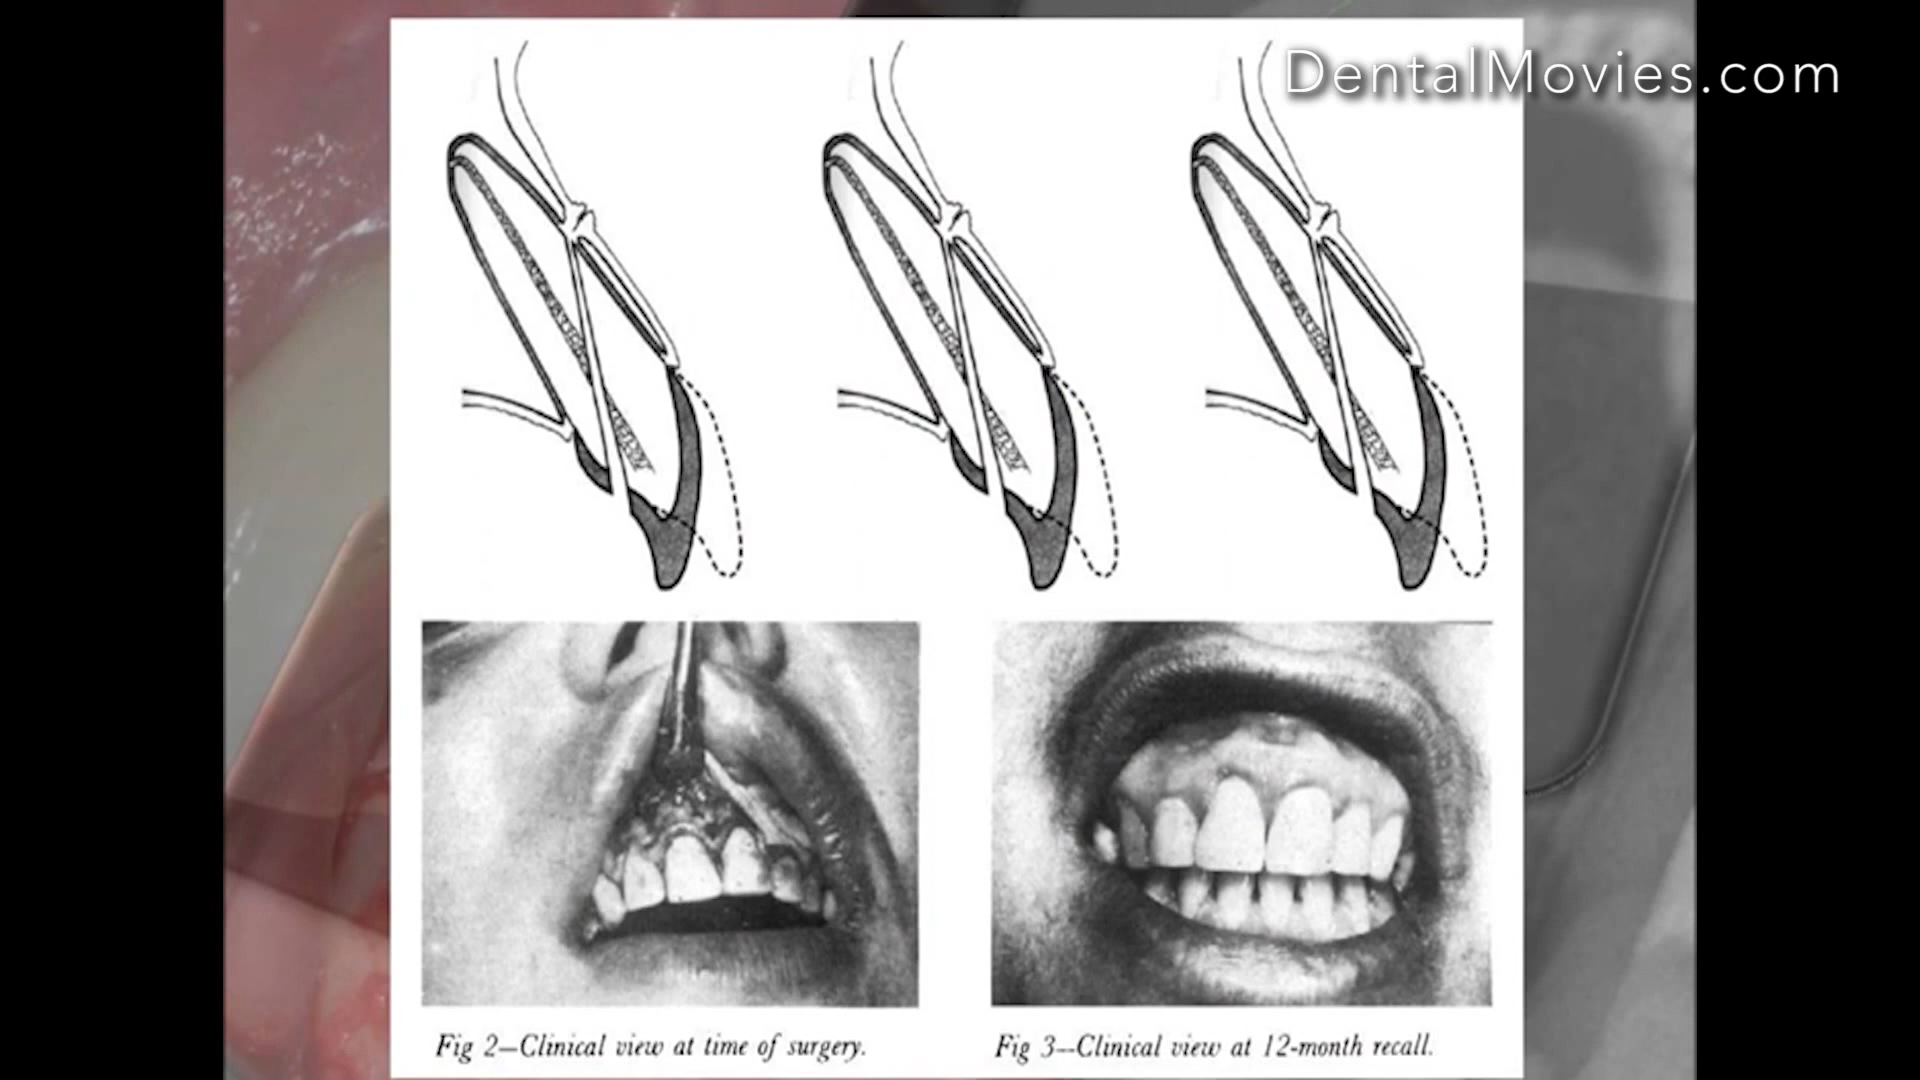 DentalMovies.com
Fig 2—Clinical view at time of surgery.
Fig 3--Clinical view at 12-month recall.